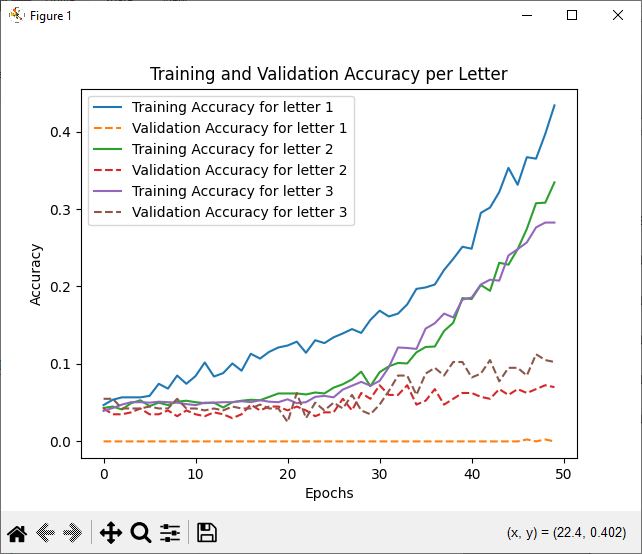 Figure 1
Training and Validation Accuracy per Letter
Training Accuracy for letter 1
Validation Accuracy for letter 1
Training Accuracy for letter 2
Validation Accuracy for letter 2
Training Accuracy for letter 3
Validation Accuracy for letter 3
0.4
0.3
0.2
0.1
0.0
Accuracy
0 10 20 30 40 50
Epochs
(x, y) = (22.4, 0.402)